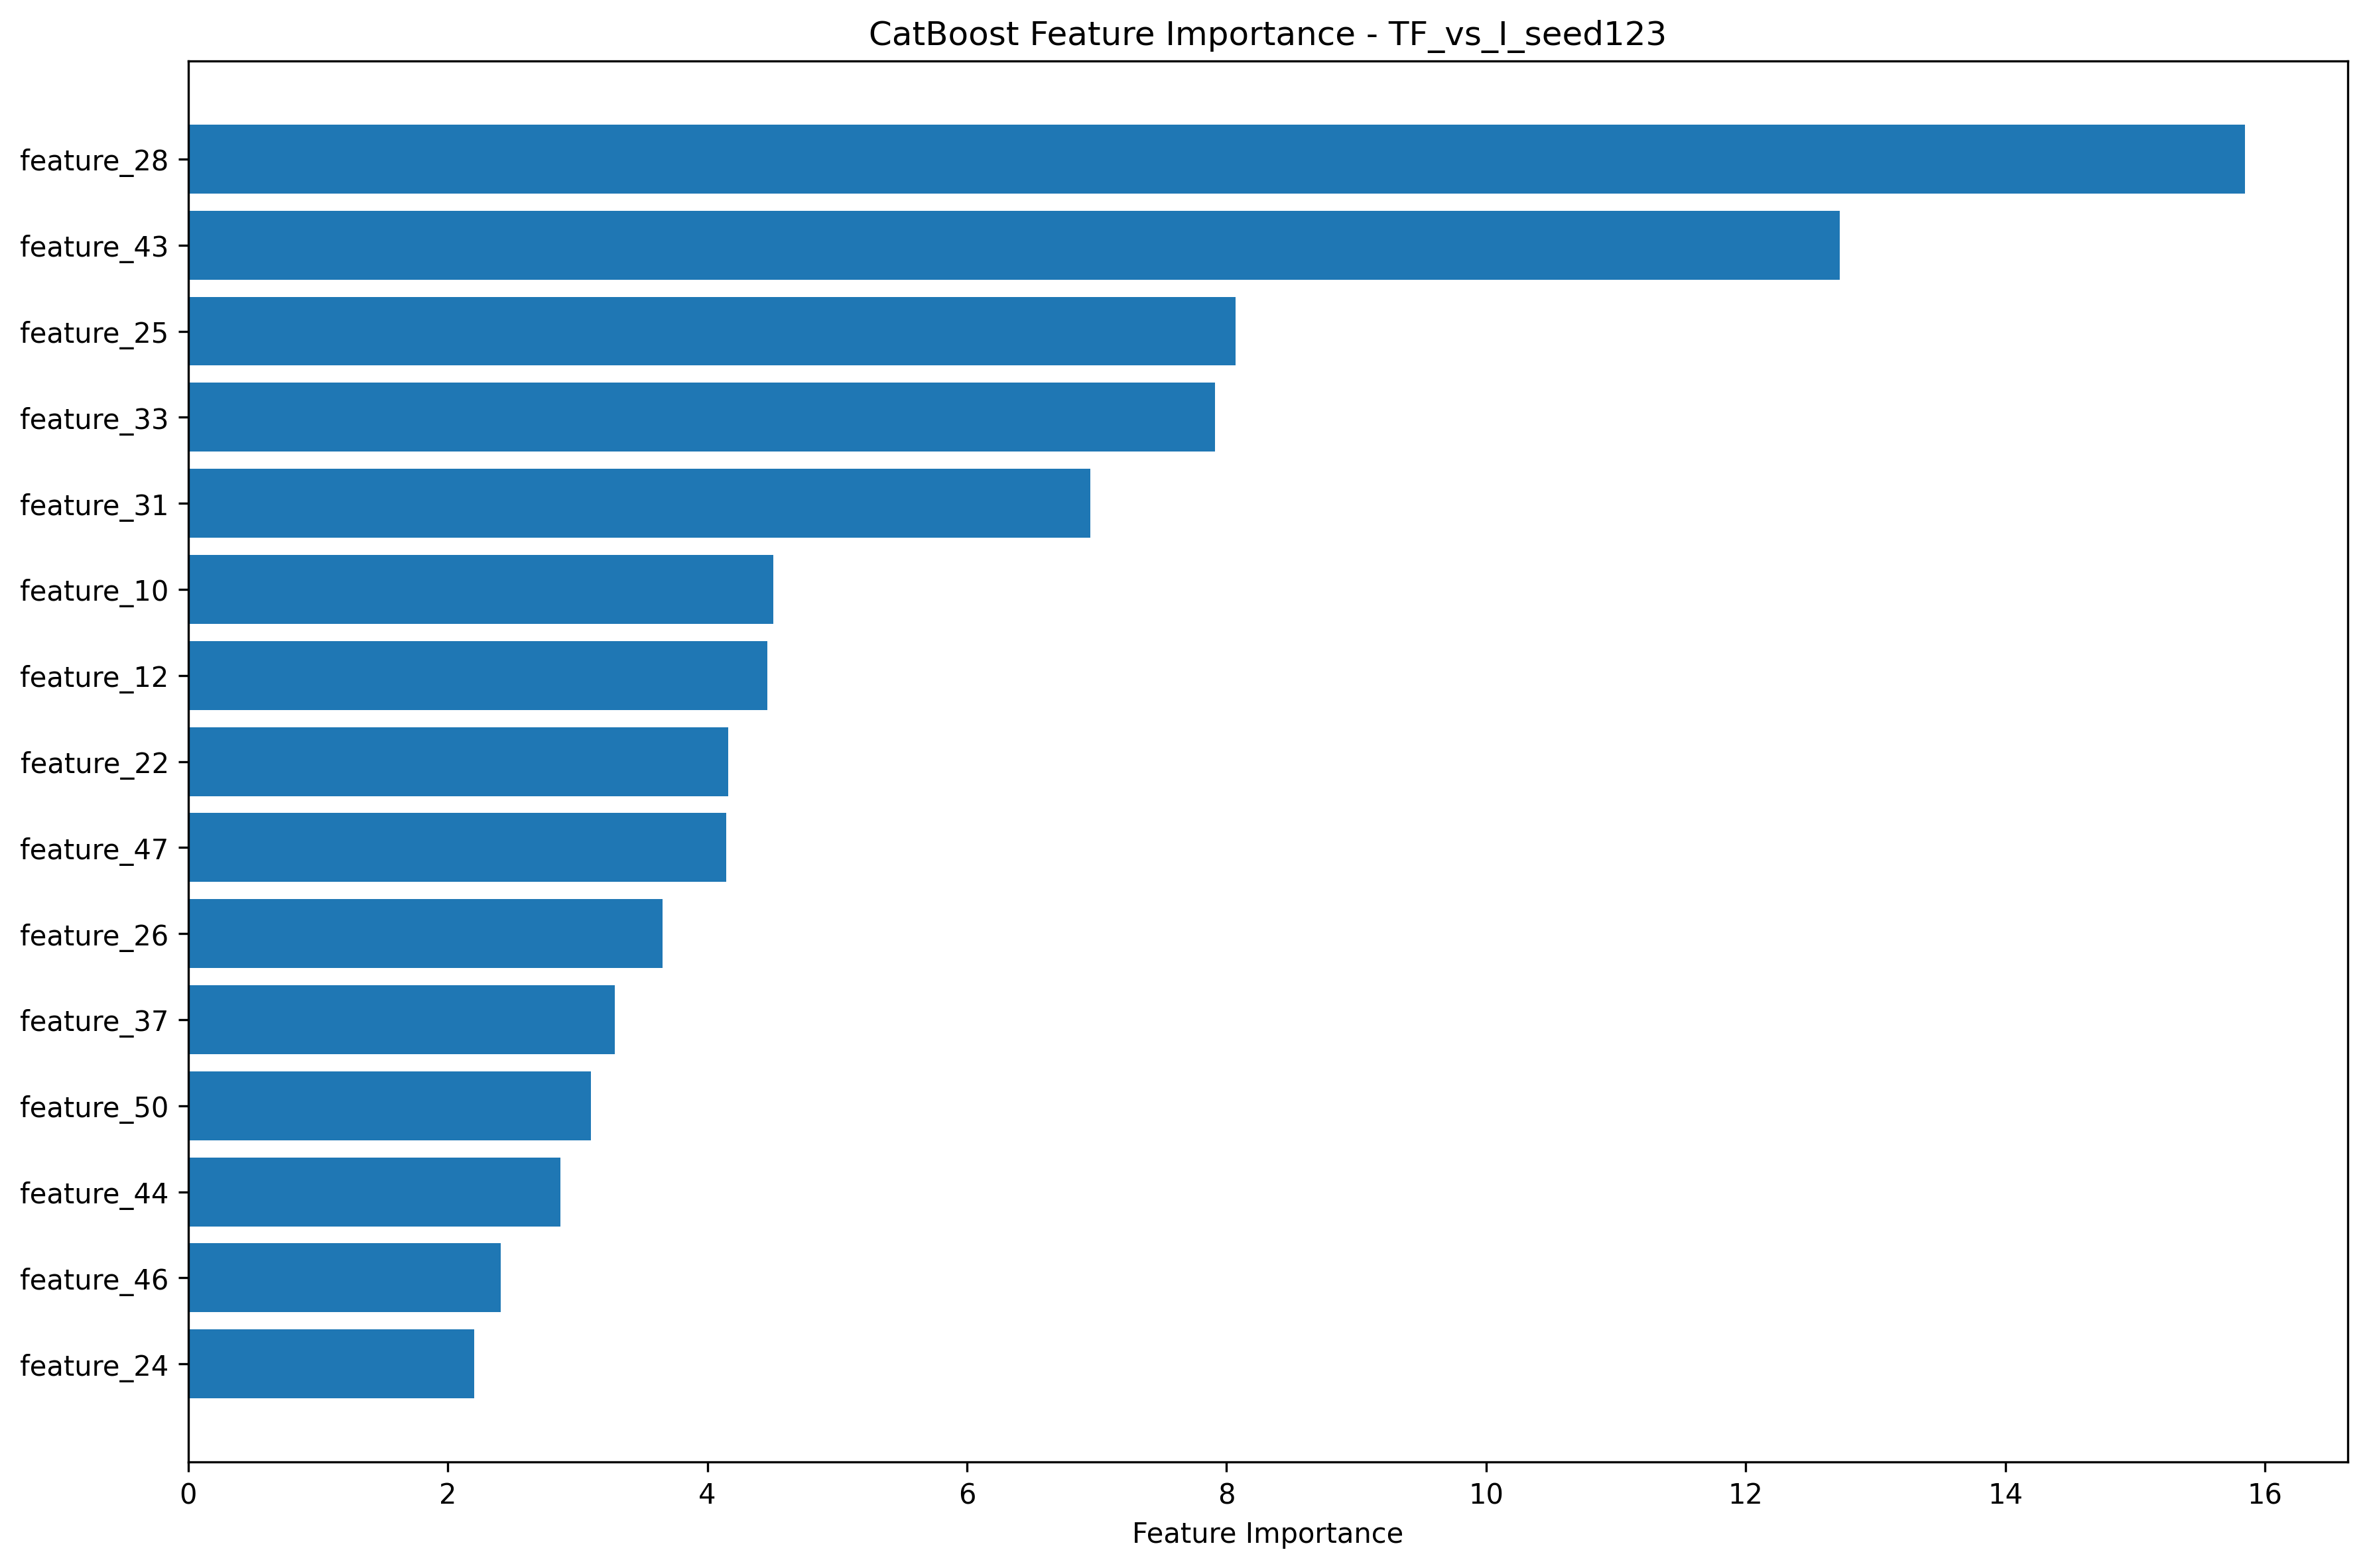 CatBoost Feature Importance - TF_vs_I_seed123
feature_28
feature_43
feature_25
feature_33
feature_31
feature_10
feature_12
feature_22
feature_47
feature_26
feature_37
feature_50
feature_44
feature_46
feature_24
0 2 4 6 8 10 12 14 16
Feature Importance